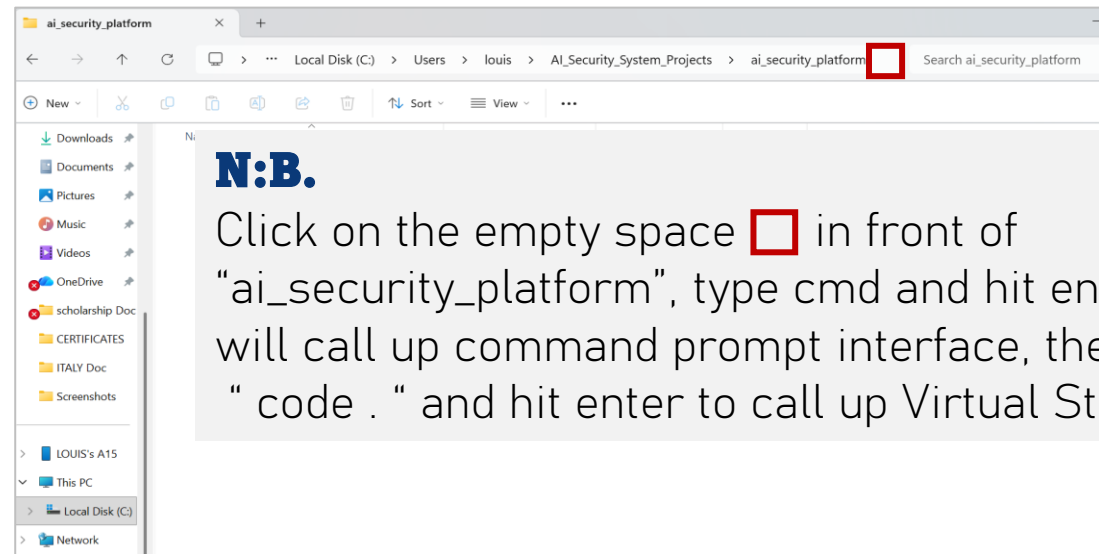 ai_security_platform
Local Disk (C:) > Users > louis > AI_Security_System_Projects > ai_security_platform
Search ai_security_platform
New
Sort
View
Downloads
Documents
Pictures
Music
Videos
OneDrive
scholarship Doc
CERTIFICATES
ITALY Doc
Screenshots
LOUIS's A15
This PC
Local Disk (C:)
Network
N:B.
Click on the empty space in front of
“ai_security_platform”, type cmd and hit en
will call up command prompt interface, the
“ code . “ and hit enter to call up Virtual St